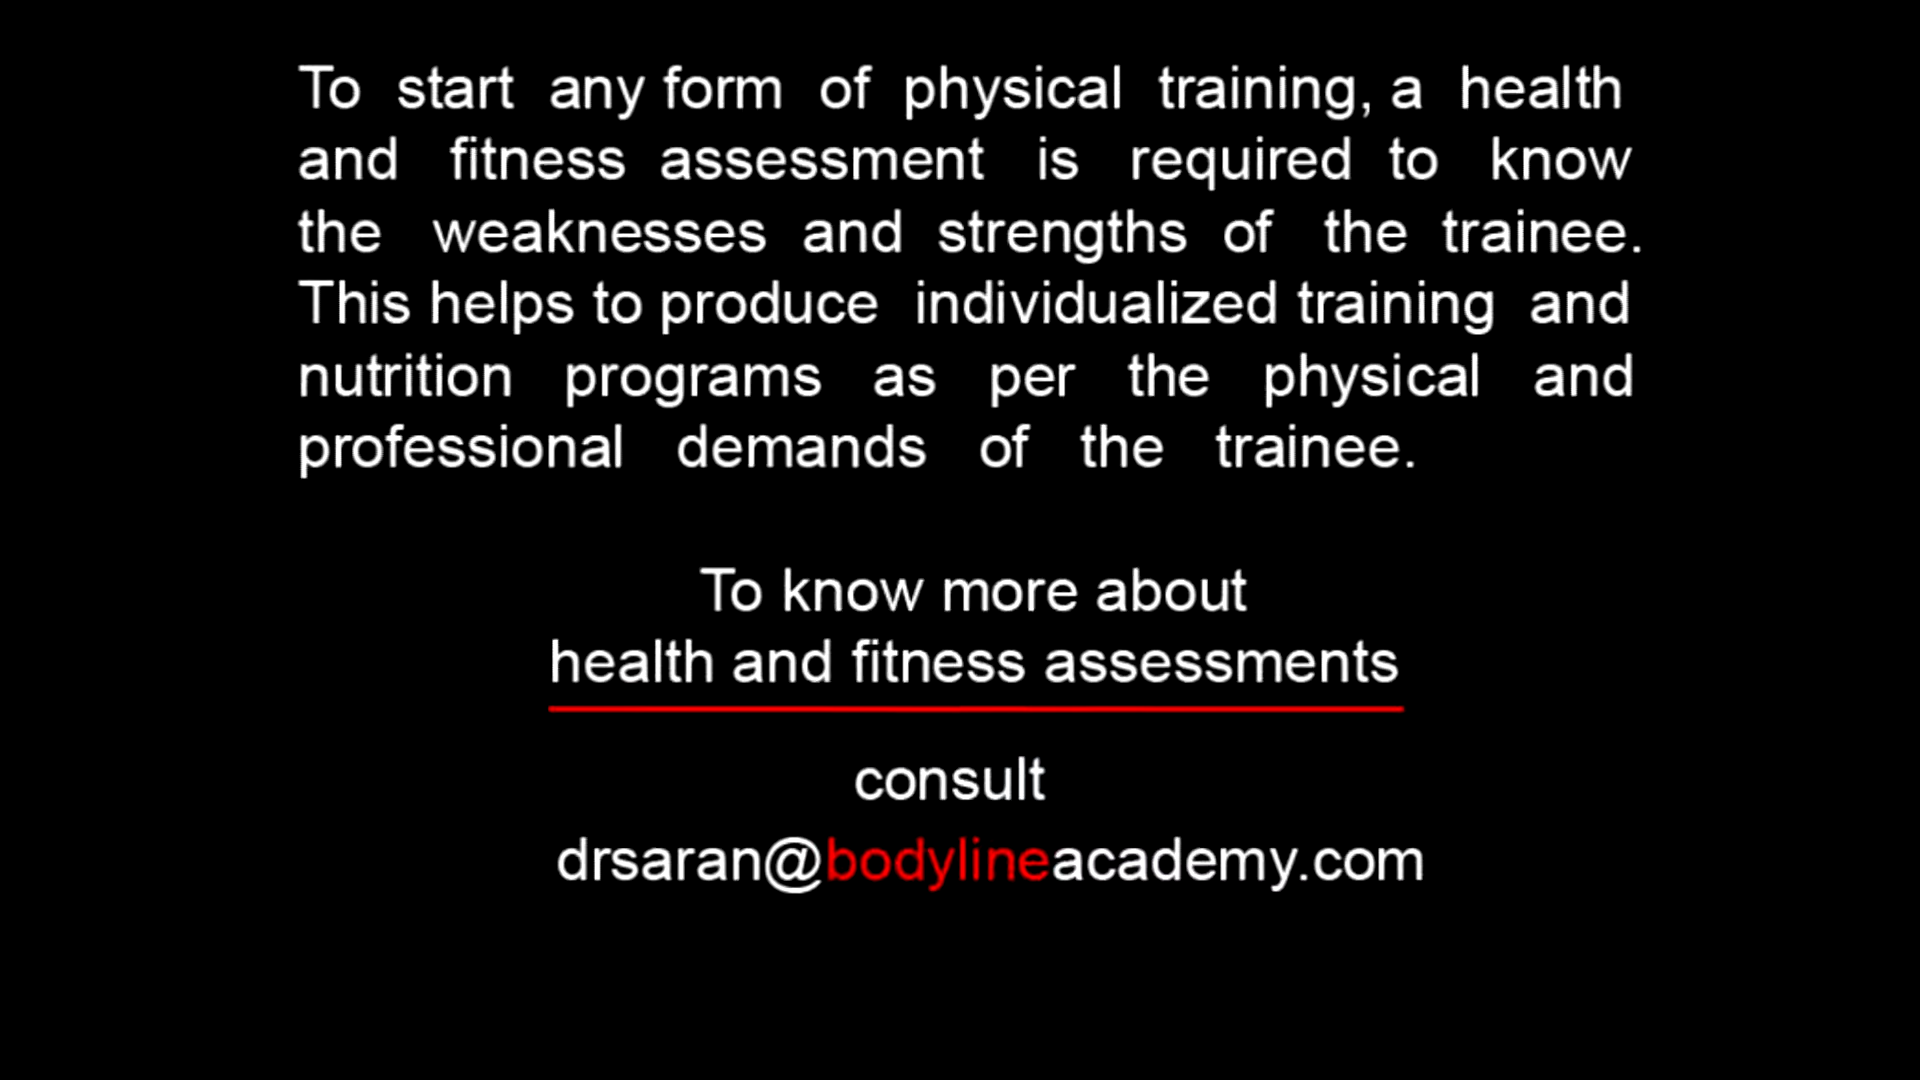 To start any form of physical training, a health
and fitness assessment is required to know
the weaknesses and strengths of the trainee.
This helps to produce individualized training and
nutrition programs as per the physical and
professional demands of the trainee.
To know more about
health and fitness assessments
consult
drsaran@bodylineacademy.com